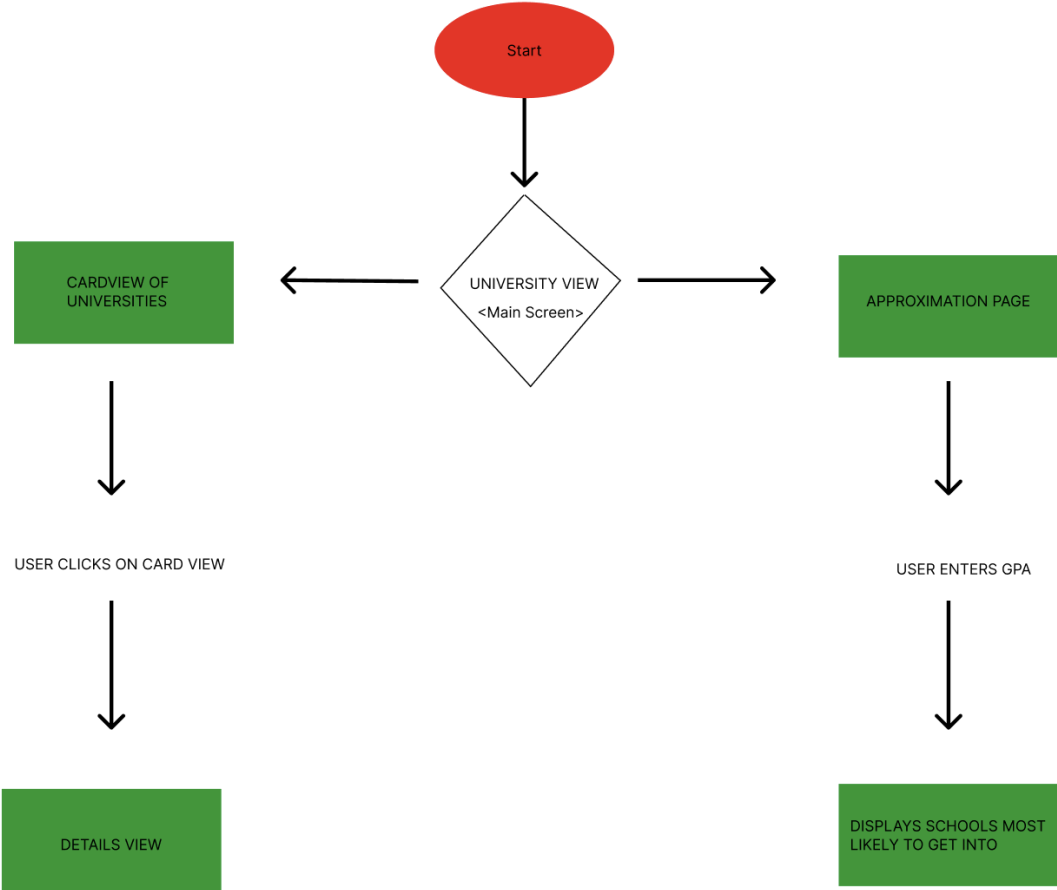 Start
UNIVERSITY VIEW
<Main Screen>
CARDVIEW OF
UNIVERSITIES
APPROXIMATION PAGE
USER CLICKS ON CARD VIEW
USER ENTERS GPA
DETAILS VIEW
DISPLAYS SCHOOLS MOST
LIKELY TO GET INTO